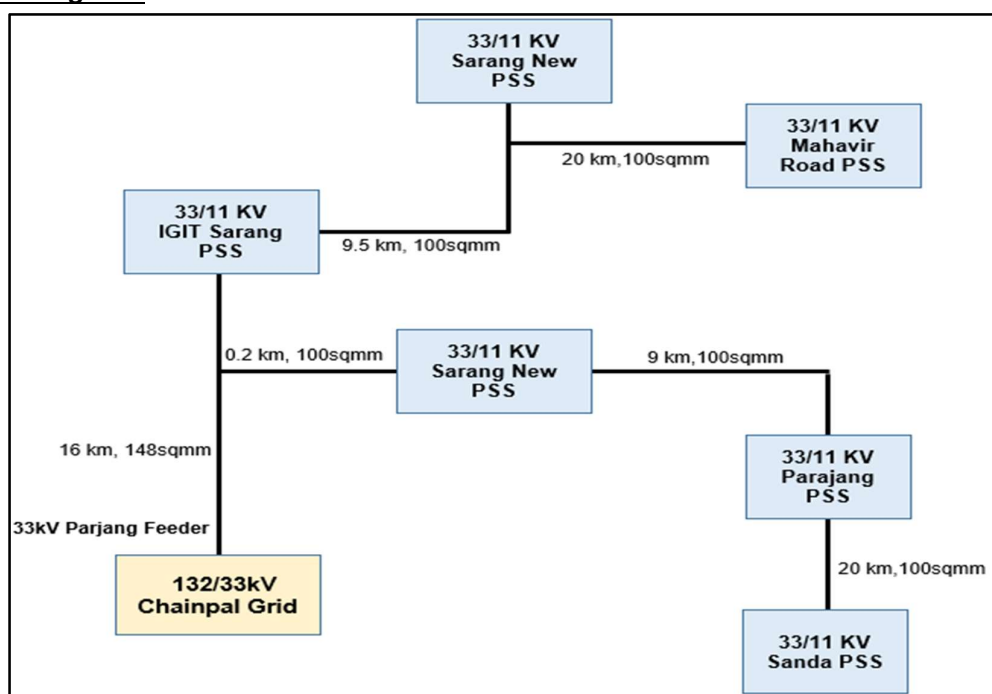 33/11 KV
Sarang New
PSS
33/11 KV
Mahavir
Road PSS
20 km,100sqmm
33/11 KV
IGIT Sarang
PSS
9.5 km, 100sqmm
0.2 km, 100sqmm
33/11 KV
Sarang New
PSS
9 km,100sqmm
16 km, 148sqmm
33/11 KV
Parajang
PSS
33kV Parjang Feeder
132/33kV
Chainpal Grid
20 km,100sqmm
33/11 KV
Sanda PSS